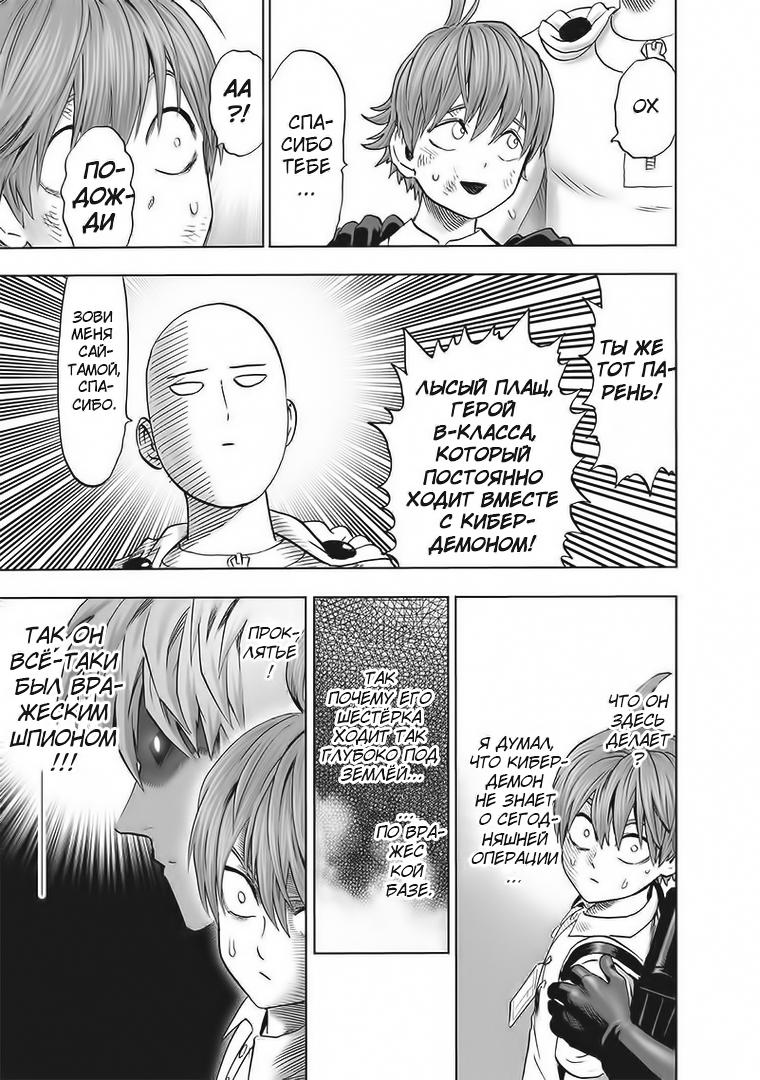 ОХ
СПА-
СИБО
ТЕБЕ
...
АА
?!
ПО-
ДОЖ-
ДИ
ТЫ ЖЕ
ТОТ ПА-
РЕНЬ!
ЛЫСЫЙ ПЛАЩ,
ГЕРОЙ
В-КЛАССА,
КОТОРЫЙ
ПОСТОЯННО
ХОДИТ ВМЕСТЕ
С КИБЕР-
ДЕМОНОМ!
ЗОВИ
МЕНЯ
САЙ-
ТАМОЙ,
СПА-
СИБО.
ЧТО ОН
ЗДЕСЬ
ДЕЛАЕТ
?
Я ДУМАЛ,
ЧТО КИБЕР-
ДЕМОН
НЕ ЗНАЕТ
О СЕГОД-
НЯШНЕЙ
ОПЕРАЦИИ
...
ТАК
ПОЧЕМУ ЕГО
ШЕСТЁРКА
ХОДИТ ТАК
ГЛУБОКО ПОД
ЗЕМЛЁЙ...
...
ПО ВРА-
ЖЕС
КОЙ
БАЗЕ.
ПРОК-
ЛЯТЬЕ
!
ТАК ОН
ВСЁ-ТАКИ
БЫЛ ВРА-
ЖЕСКИМ
ШПИОНОМ
!!!